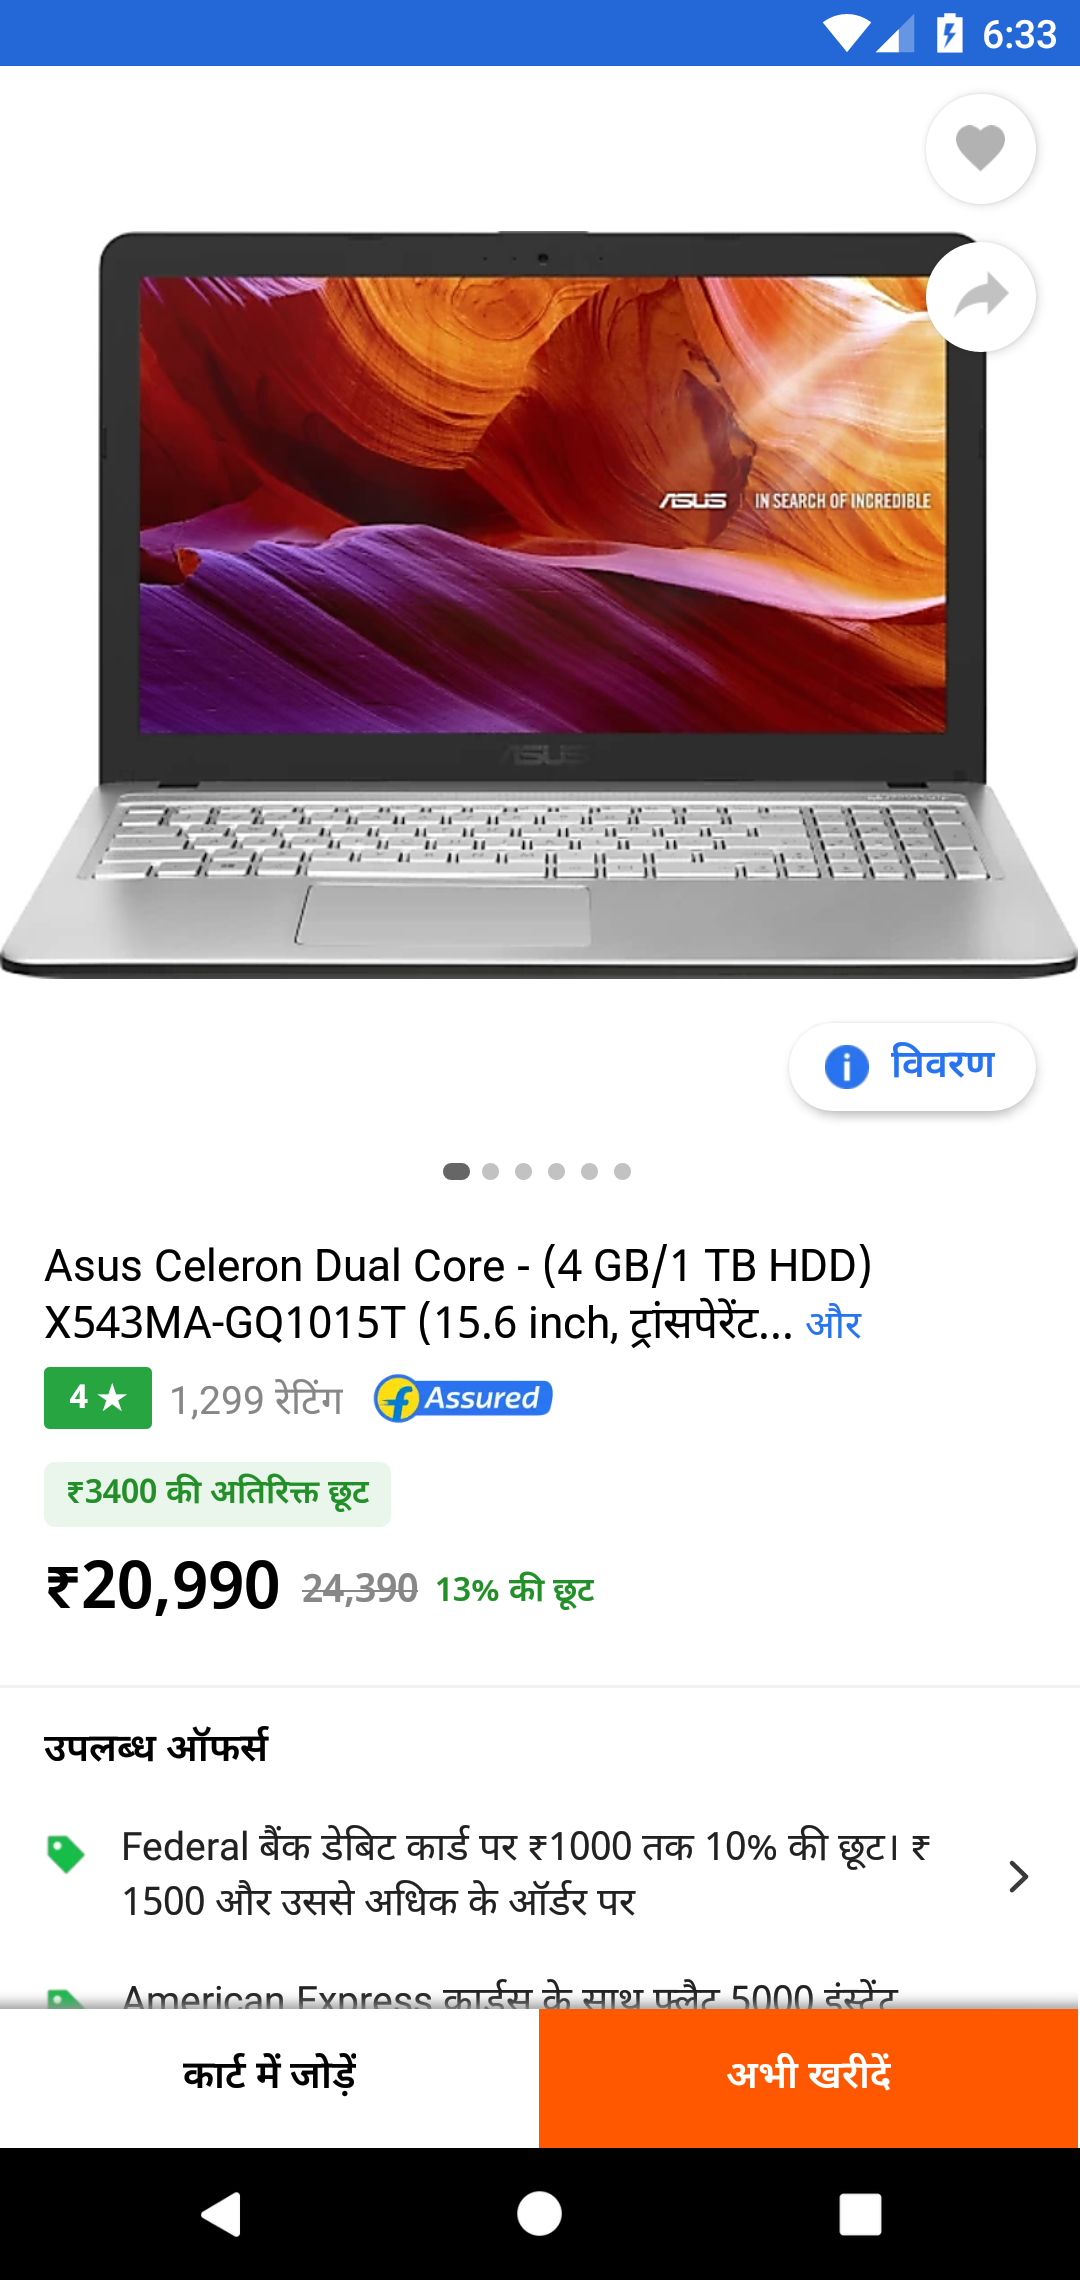 6:33
ASUS | IN SEARCH OF INCREDIBLE
ASUS
विवरण
Asus Celeron Dual Core - (4 GB/1 TB HDD)
X543MA-GQ1015T (15.6 inch, ट्रांसपेरेंट... और
4 ★ 1,299 रेटिंग Assured
₹3400 की अतिरिक्त छूट
₹20,990 24,390 13% की छूट
उपलब्ध ऑफर्स
Federal बैंक डेबिट कार्ड पर ₹1000 तक 10% की छूट। ₹
1500 और उससे अधिक के ऑर्डर पर
American Express कार्ड्स के साथ फ्लैट 5000 इंस्टेंट
कार्ट में जोड़ें
अभी खरीदें